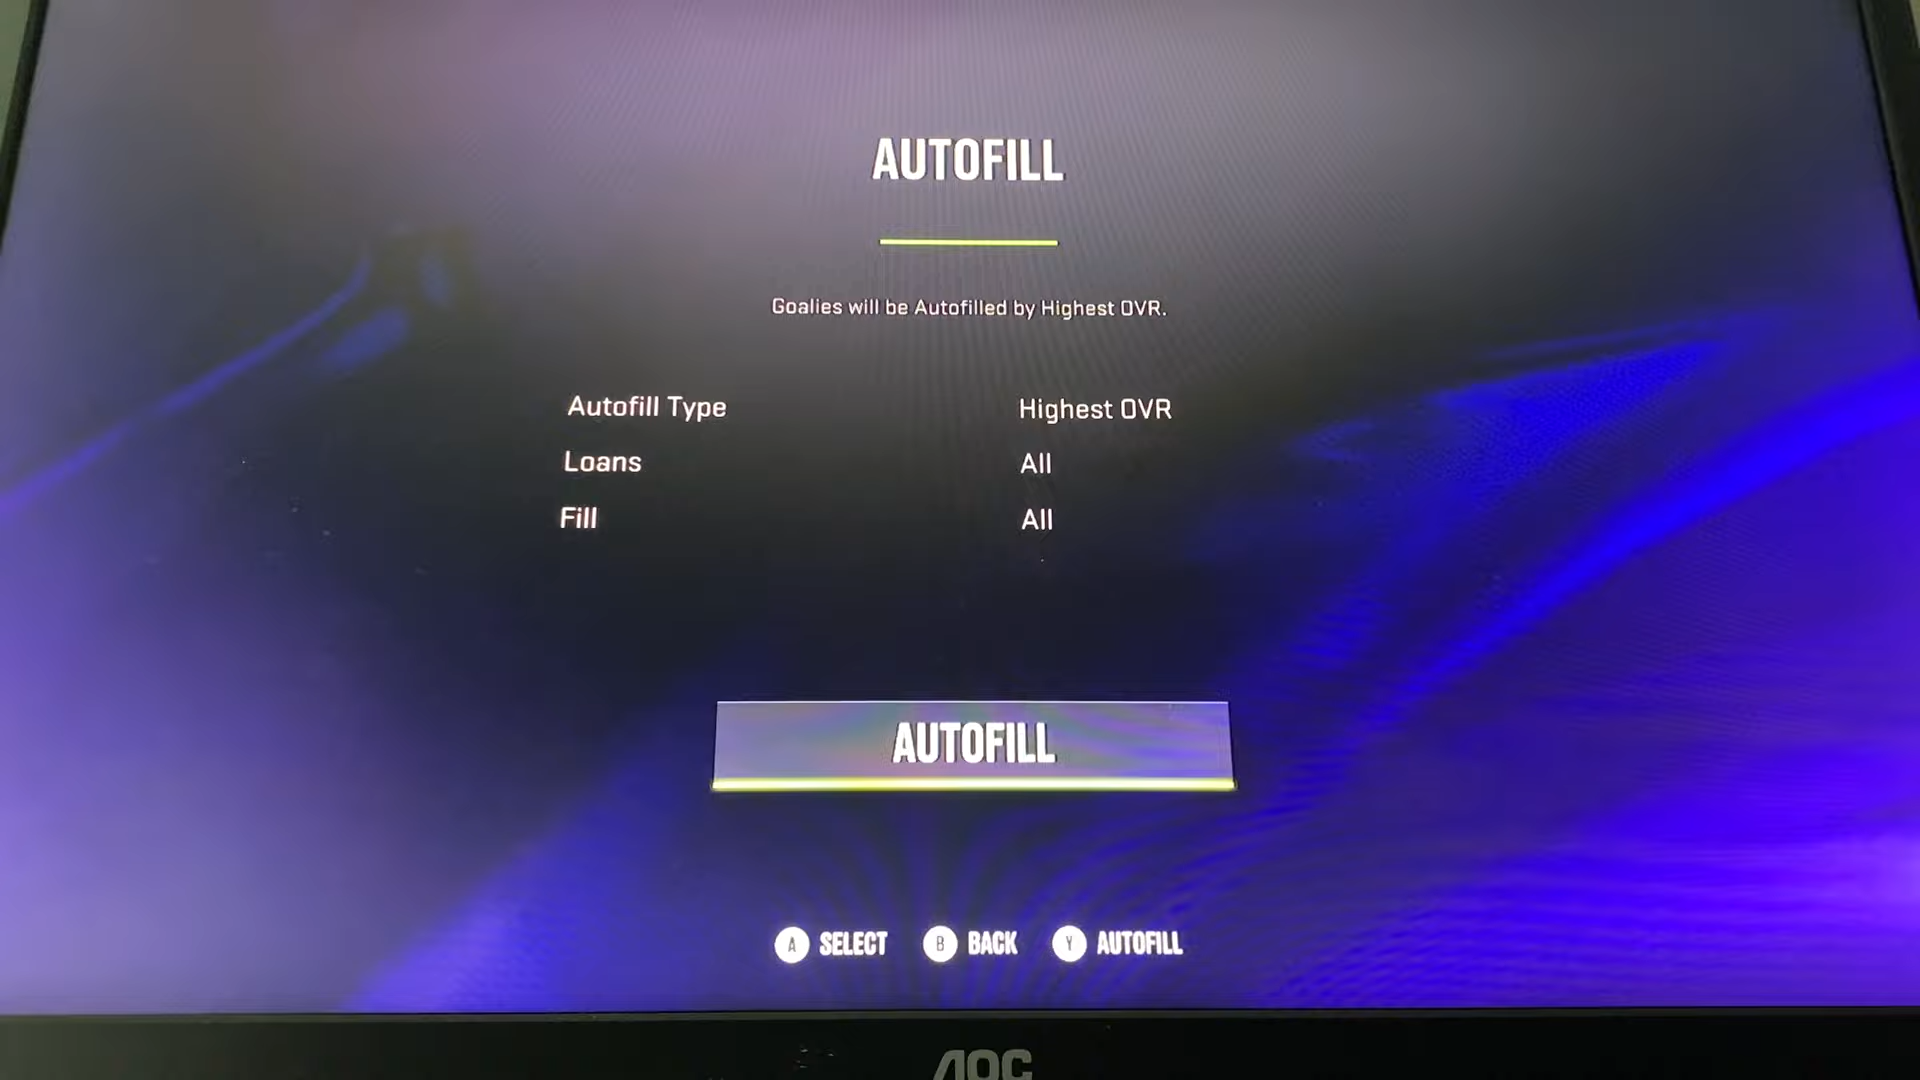 AUTOFILL
Goalies will be Autofilled by Highest OVR.
Autofill Type Highest OVR
Loans All
Fill All
AUTOFILL
A SELECT B BACK Y AUTOFILL
AOC